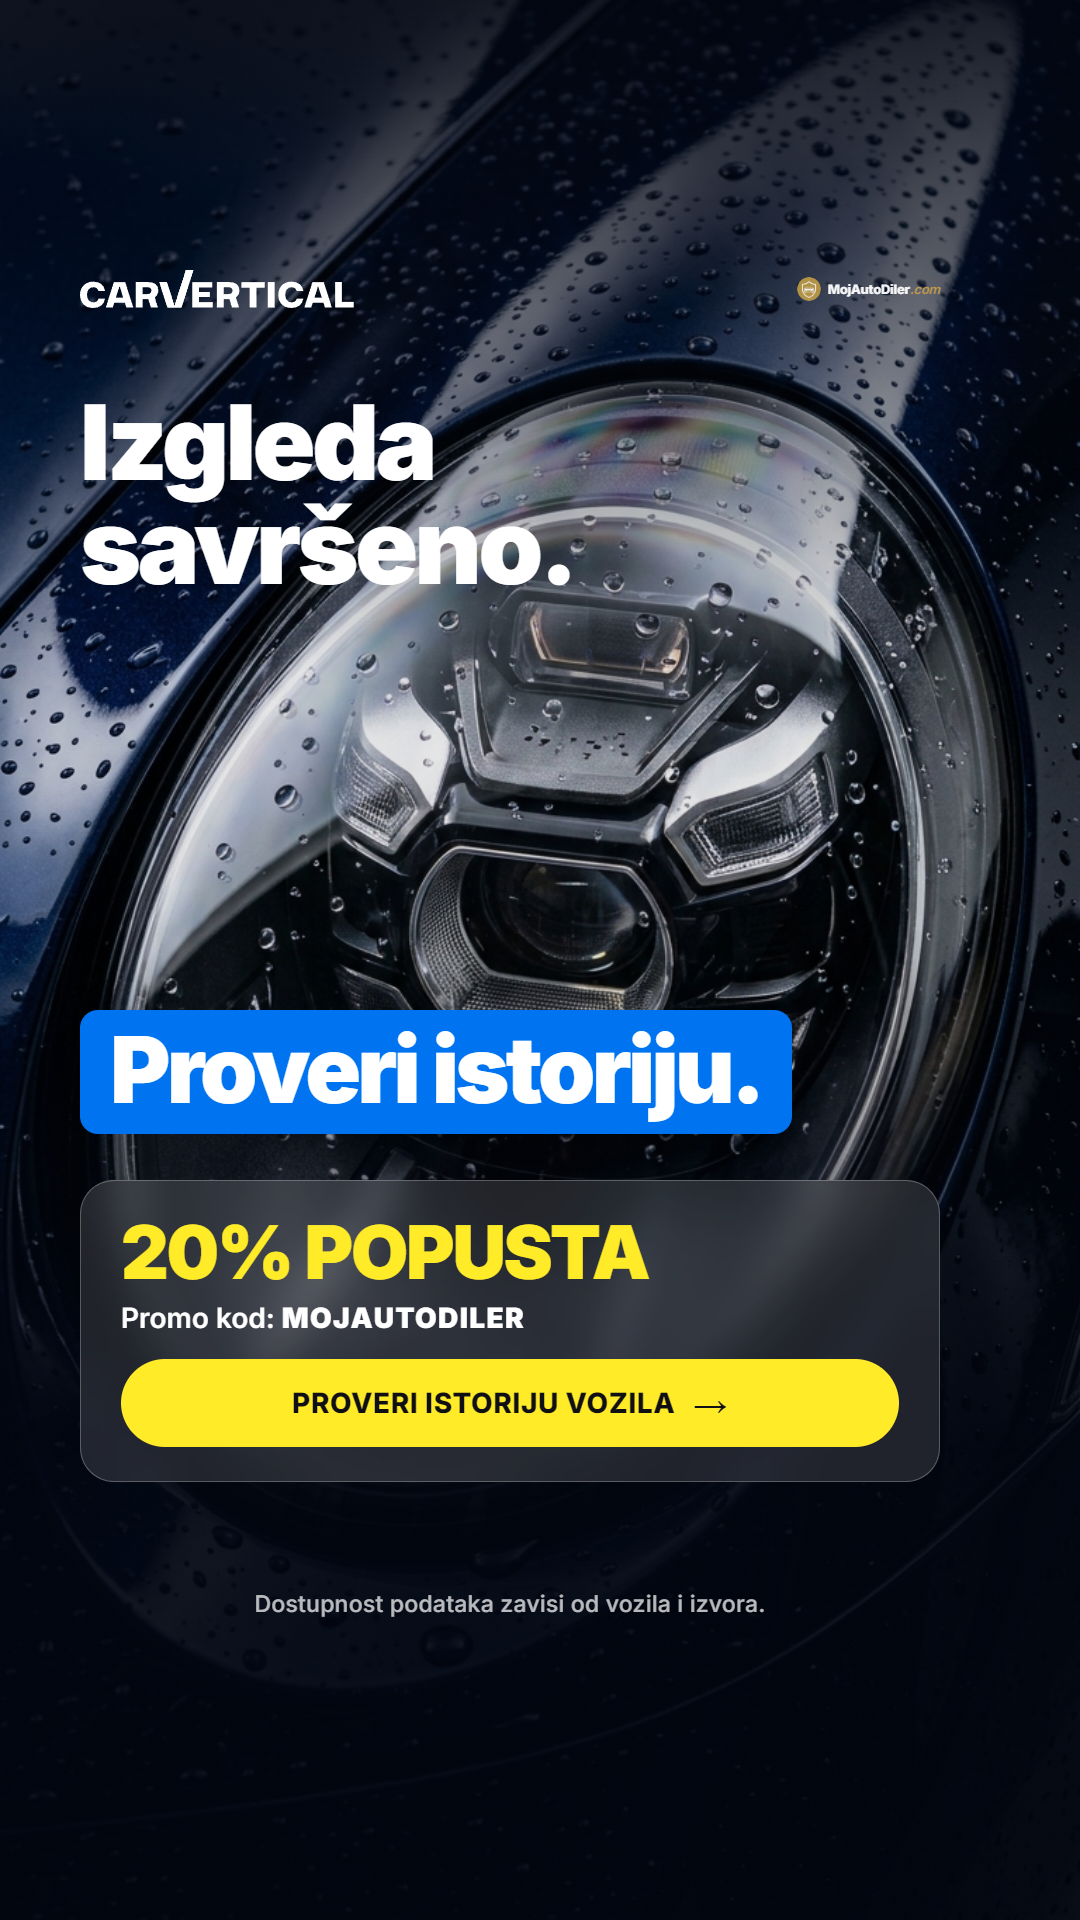 CARVERTICAL
MojAutoDiler.com
Izgleda
savršeno.
Proveri istoriju.
20% POPUSTA
Promo kod: MOJAUTODILER
PROVERI ISTORIJU VOZILA →
Dostupnost podataka zavisi od vozila i izvora.